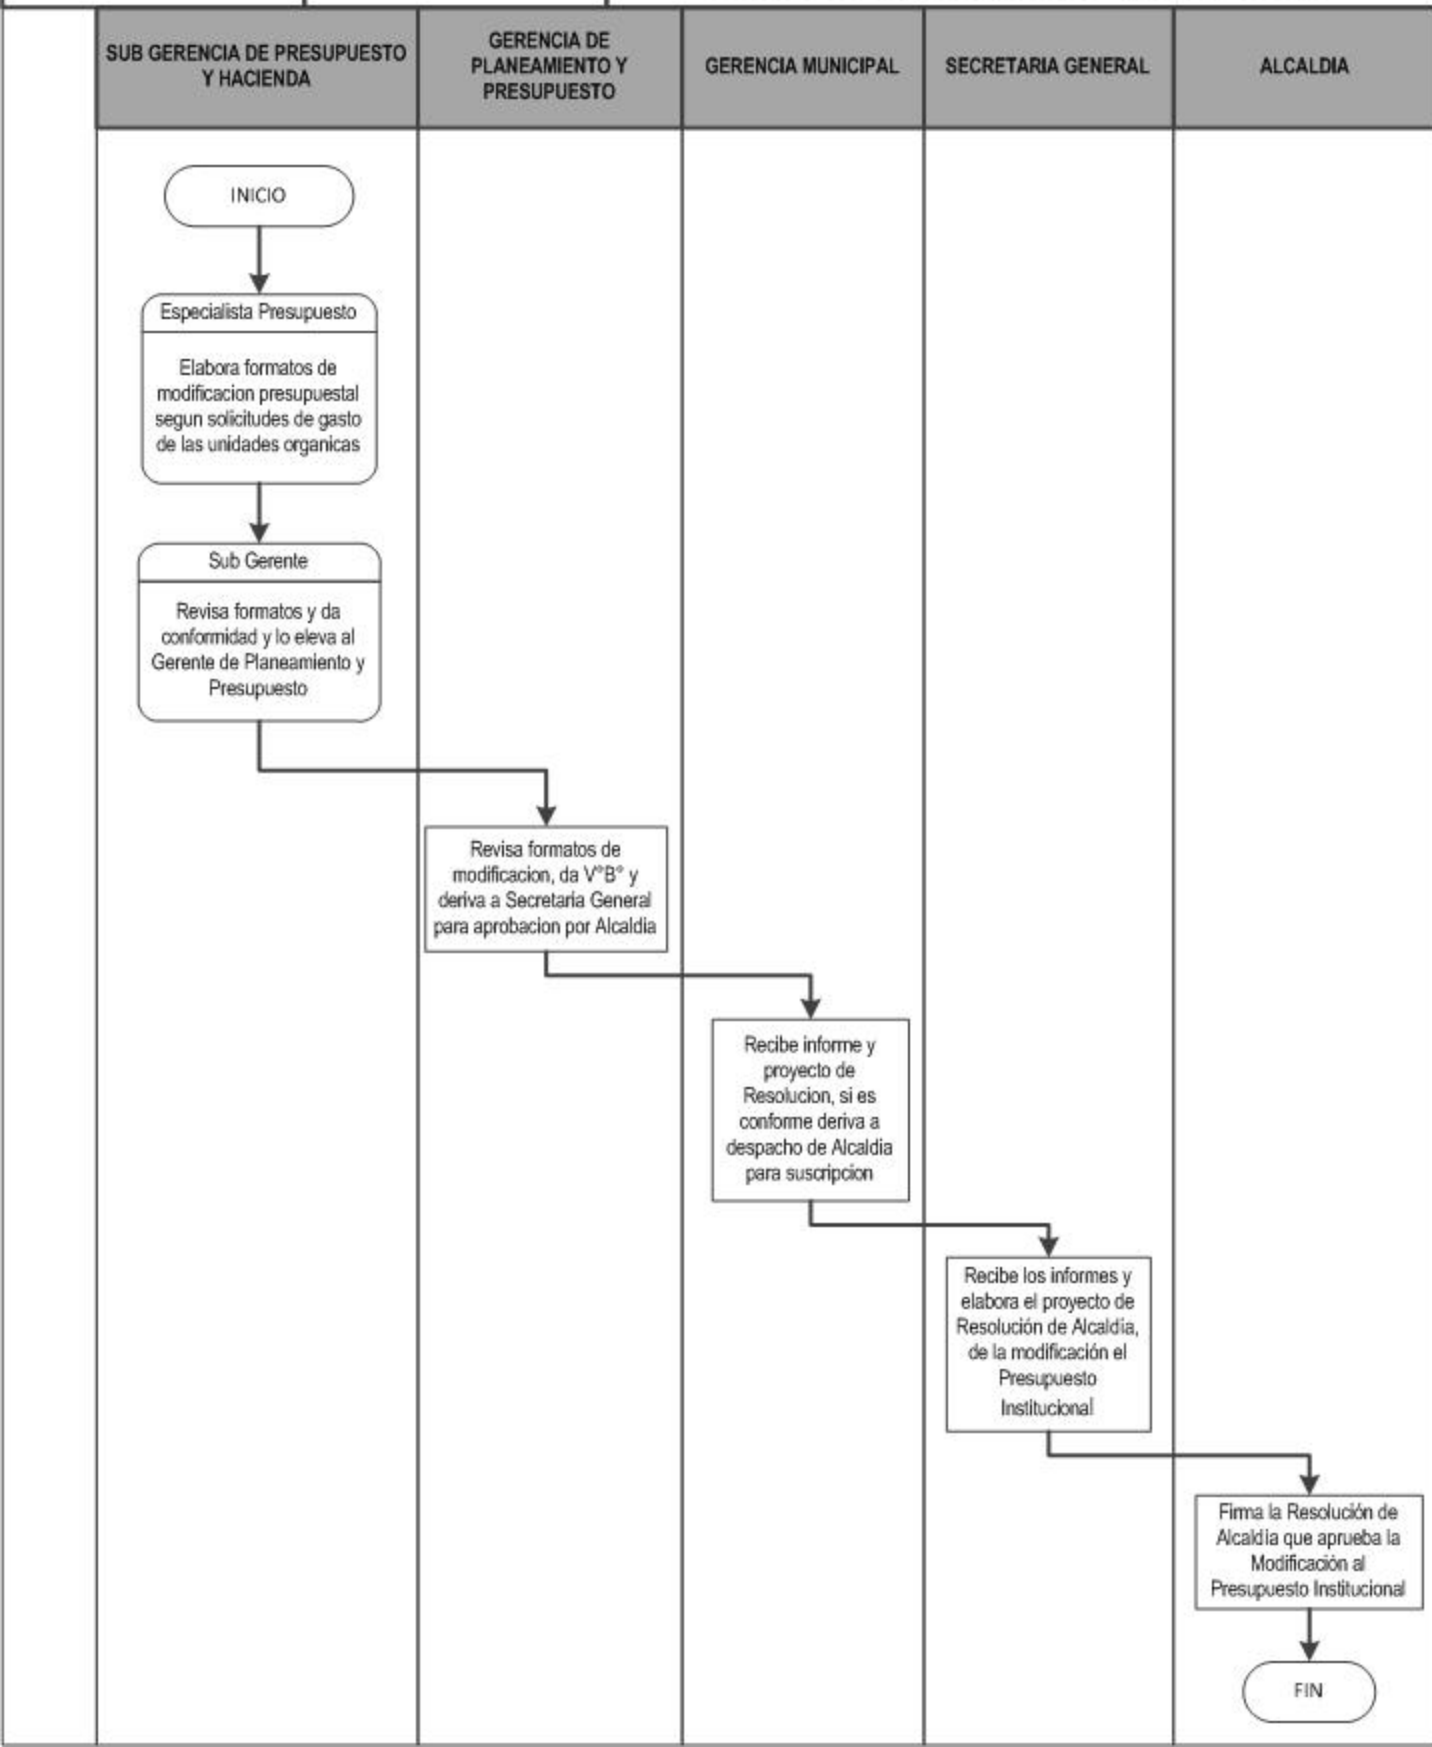 SUB GERENCIA DE PRESUPUESTO
Y HACIENDA
GERENCIA DE
PLANEAMIENTO Y
PRESUPUESTO
GERENCIA MUNICIPAL
SECRETARIA GENERAL
ALCALDIA
INICIO
Especialista Presupuesto
Elabora formatos de
modificacion presupuestal
segun solicitudes de gasto
de las unidades organicas
Sub Gerente
Revisa formatos y da
conformidad y lo eleva al
Gerente de Planeamiento y
Presupuesto
Revisa formatos de
modificacion, da V°B° y
deriva a Secretaria General
para aprobacion por Alcaldia
Recibe informe y
proyecto de
Resolucion, si es
conforme deriva a
despacho de Alcaldia
para suscripcion
Recibe los informes y
elabora el proyecto de
Resolución de Alcaldía,
de la modificación el
Presupuesto
Institucional
Firma la Resolución de
Alcaldía que aprueba la
Modificación al
Presupuesto Institucional
FIN